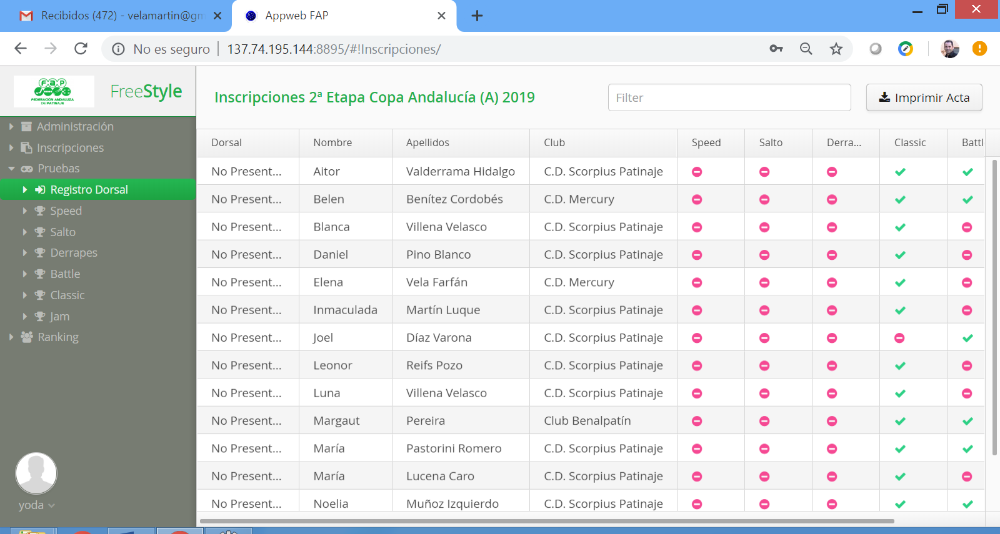 Recibidos (472) - velamartin@gm
Appweb FAP
No es seguro | 137.74.195.144:8895/#!Inscripciones/
FaP
FEDERACIÓN ANDALUZA
DE PATINAJE
FreeStyle
Administración
Inscripciones
Pruebas
Registro Dorsal
Speed
Salto
Derrapes
Battle
Classic
Jam
Ranking
yoda
Inscripciones 2ª Etapa Copa Andalucía (A) 2019
Filter
Imprimir Acta
Dorsal Nombre Apellidos Club Speed Salto Derra... Classic Battl
No Present... Aitor Valderrama Hidalgo C.D. Scorpius Patinaje
No Present... Belen Benítez Cordobés C.D. Mercury
No Present... Blanca Villena Velasco C.D. Scorpius Patinaje
No Present... Daniel Pino Blanco C.D. Scorpius Patinaje
No Present... Elena Vela Farfán C.D. Mercury
No Present... Inmaculada Martín Luque C.D. Scorpius Patinaje
No Present... Joel Díaz Varona C.D. Scorpius Patinaje
No Present... Leonor Reifs Pozo C.D. Scorpius Patinaje
No Present... Luna Villena Velasco C.D. Scorpius Patinaje
No Present... Margaut Pereira Club Benalpatín
No Present... María Pastorini Romero C.D. Scorpius Patinaje
No Present... María Lucena Caro C.D. Scorpius Patinaje
No Present... Noelia Muñoz Izquierdo C.D. Scorpius Patinaje